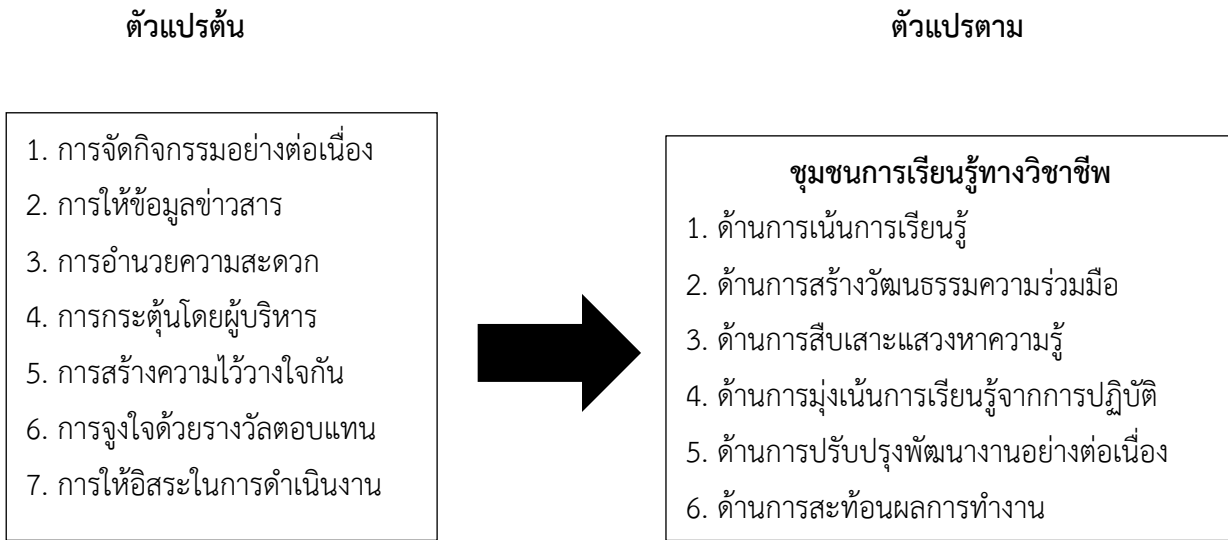 ตัวแปรต้น
ตัวแปรตาม
1. การจัดกิจกรรมอย่างต่อเนื่อง
2. การให้ข้อมูลข่าวสาร
3. การอำนวยความสะดวก
4. การกระตุ้นโดยผู้บริหาร
5. การสร้างความไว้วางใจกัน
6. การจูงใจด้วยรางวัลตอบแทน
7. การให้อิสระในการดำเนินงาน
ชุมชนการเรียนรู้ทางวิชาชีพ
1. ด้านการเน้นการเรียนรู้
2. ด้านการสร้างวัฒนธรรมความร่วมมือ
3. ด้านการสืบเสาะแสวงหาความรู้
4. ด้านการมุ่งเน้นการเรียนรู้จากการปฏิบัติ
5. ด้านการปรับปรุงพัฒนางานอย่างต่อเนื่อง
6. ด้านการสะท้อนผลการทำงาน